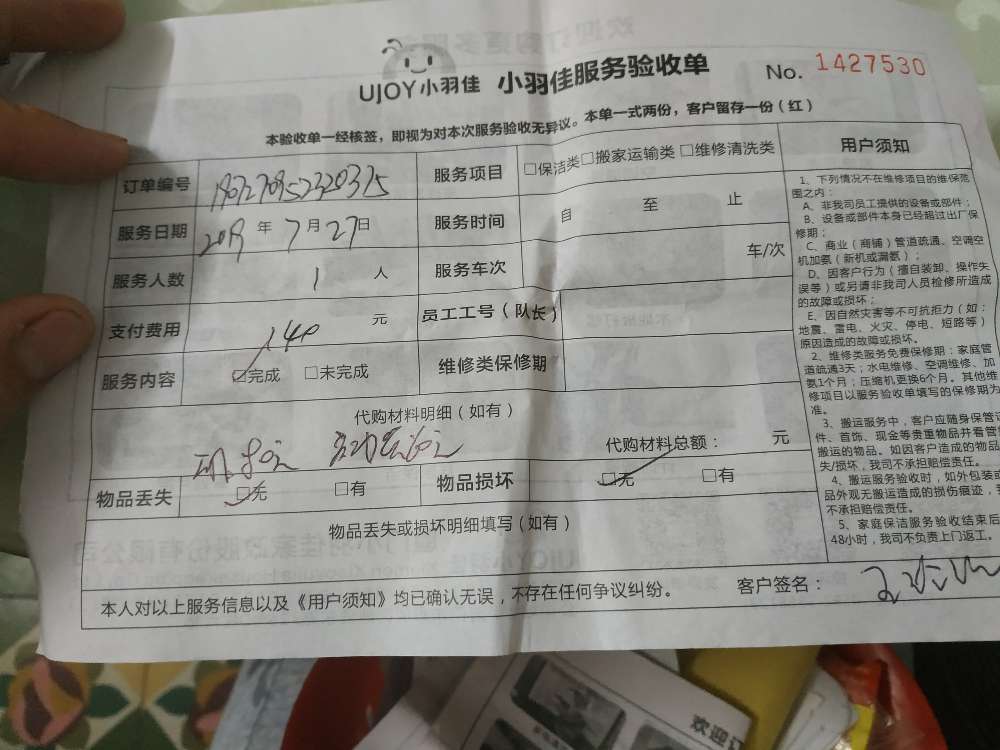 UJOY小羽佳 小羽佳服务验收单 No. 1427530
本验收单一经核签，即视为对本次服务验收无异议。本单一式两份，客户留存一份（红）
订单编号 服务项目 □保洁类□搬家运输类 □维修清洗类
服务日期 2019 年 7 月 27 日 服务时间 自 至 止
服务人数 1 人 服务车次 车/次
支付费用 140 元 员工工号（队长）
服务内容 ☑完成 □未完成 维修类保修期
代购材料明细（如有）
代购材料总额： 元
物品丢失 ☑无 □有 物品损坏 ☑无 □有
物品丢失或损坏明细填写（如有）
本人对以上服务信息以及《用户须知》均已确认无误，不存在任何争议纠纷。 客户签名：
用户须知
1、下列情况不在维修项目的维保范
围之内：
A、非我司员工提供的设备或部件；
B、设备或部件本身已经超过出厂保
修期；
C、商业（商铺）管道疏通、空调空
机加氨（新机或漏氨）；
D、因客户行为（擅自装卸、操作失
误等）或另请非我司人员检修所造成
的故障或损坏；
E、因自然灾害等不可抗拒力（如：
地震、雷电、火灾、停电、短路等）
原因造成的故障或损坏。
2、维修类服务免费保修期：家庭管
道疏通3天；水电维修、空调维修、加
氨1个月；压缩机更换6个月。其他维
修项目以服务验收单填写的保修期为
准。
3、搬运服务中，客户应随身保管证
件、首饰、现金等贵重物品并看管
搬运的物品。如因客户造成的物品
失/损坏，我司不承担赔偿责任。
4、搬运服务验收时，如外包装或
品外观无搬运造成的损伤痕迹，
不承担赔偿责任。
5、家庭保洁服务验收结束后
48小时，我司不负责上门返工。
欢迎订